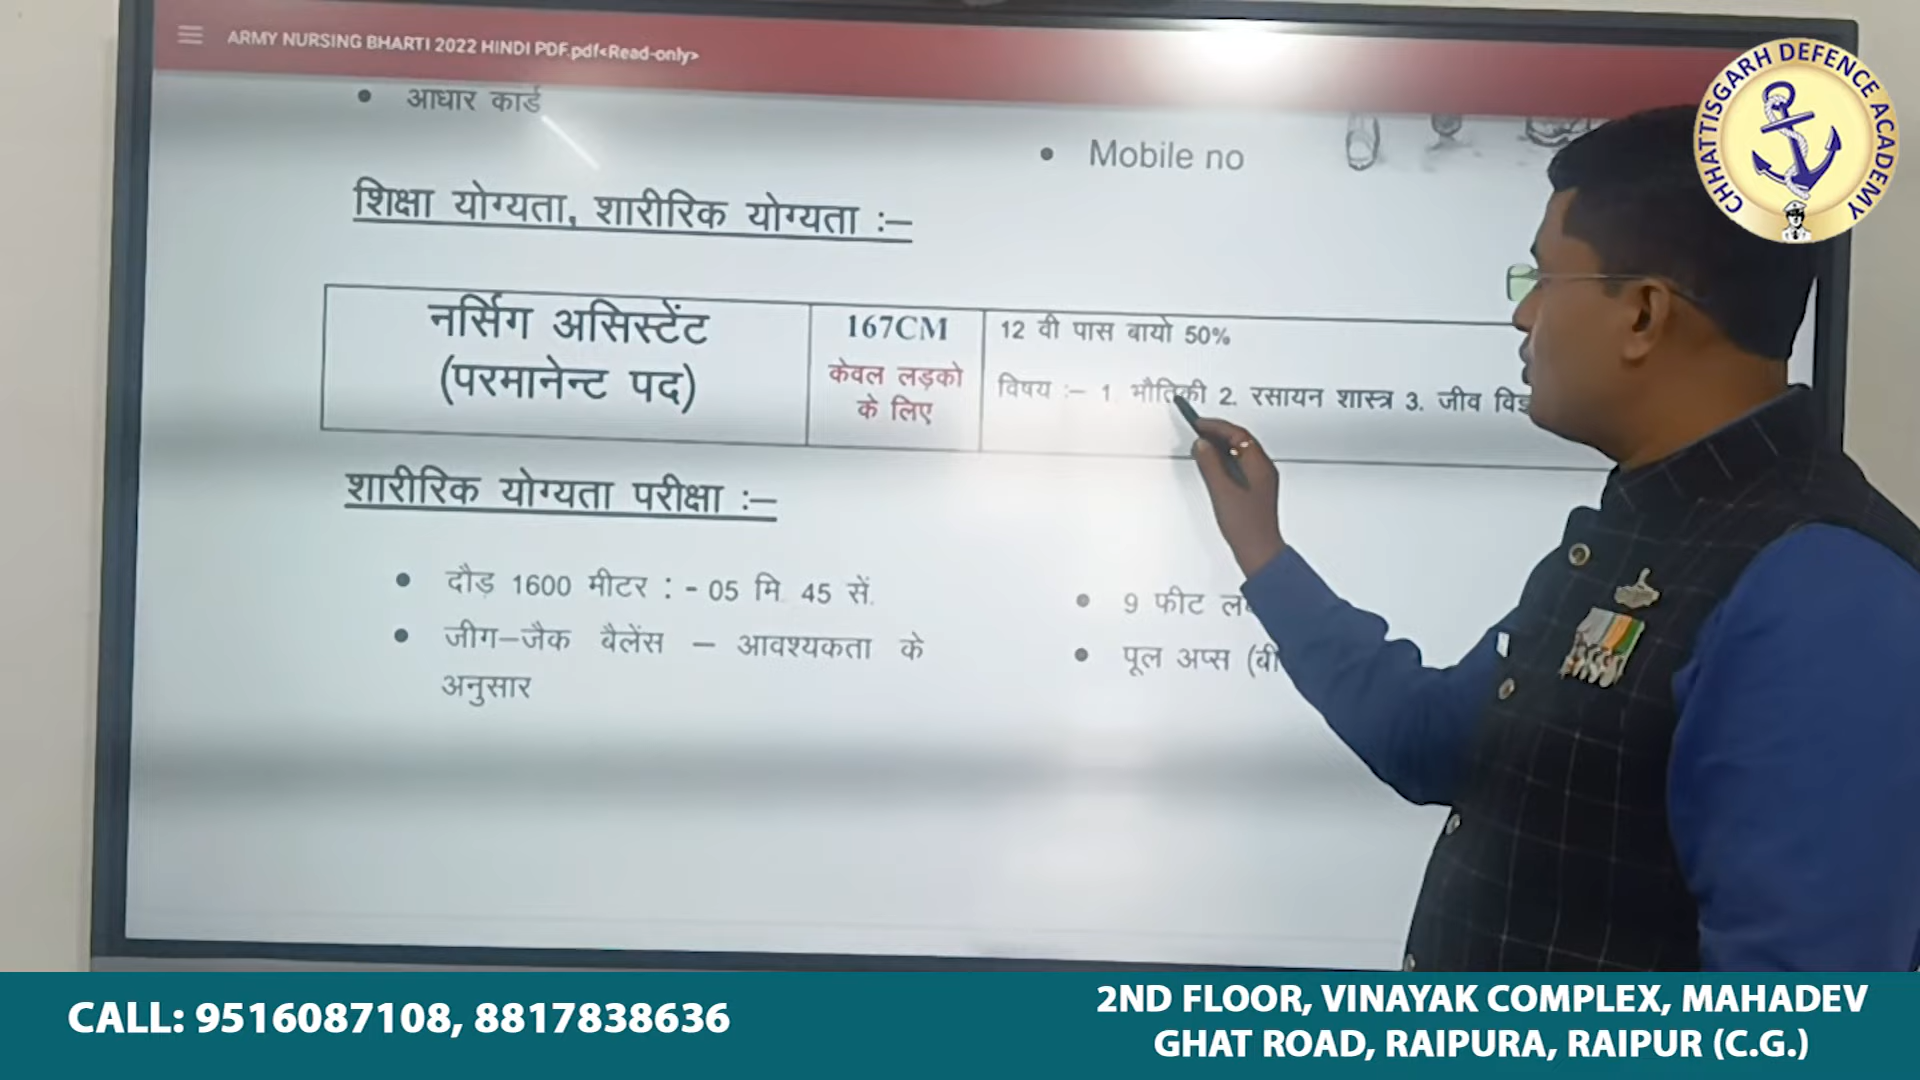 ARMY NURSING BHARTI 2022 HINDI PDF.pdf<Read-only>
CHHATTISGARH DEFENCE ACADEMY
• आधार कार्ड
• Mobile no
शिक्षा योग्यता, शारीरिक योग्यता :–
नर्सिग असिस्टेंट
(परमानेन्ट पद)
167CM
केवल लड़को
के लिए
12 वी पास बायो 50%
विषय :– 1. भौतिकी 2. रसायन शास्त्र 3. जीव
शारीरिक योग्यता परीक्षा :–
• दौड़ 1600 मीटर : - 05 मि. 45 सें.
• जीग–जैक बैलेंस – आवश्यकता के
अनुसार
• 9 फीट
• पूल अप्स
CALL: 9516087108, 8817838636
2ND FLOOR, VINAYAK COMPLEX, MAHADEV
GHAT ROAD, RAIPURA, RAIPUR (C.G.)